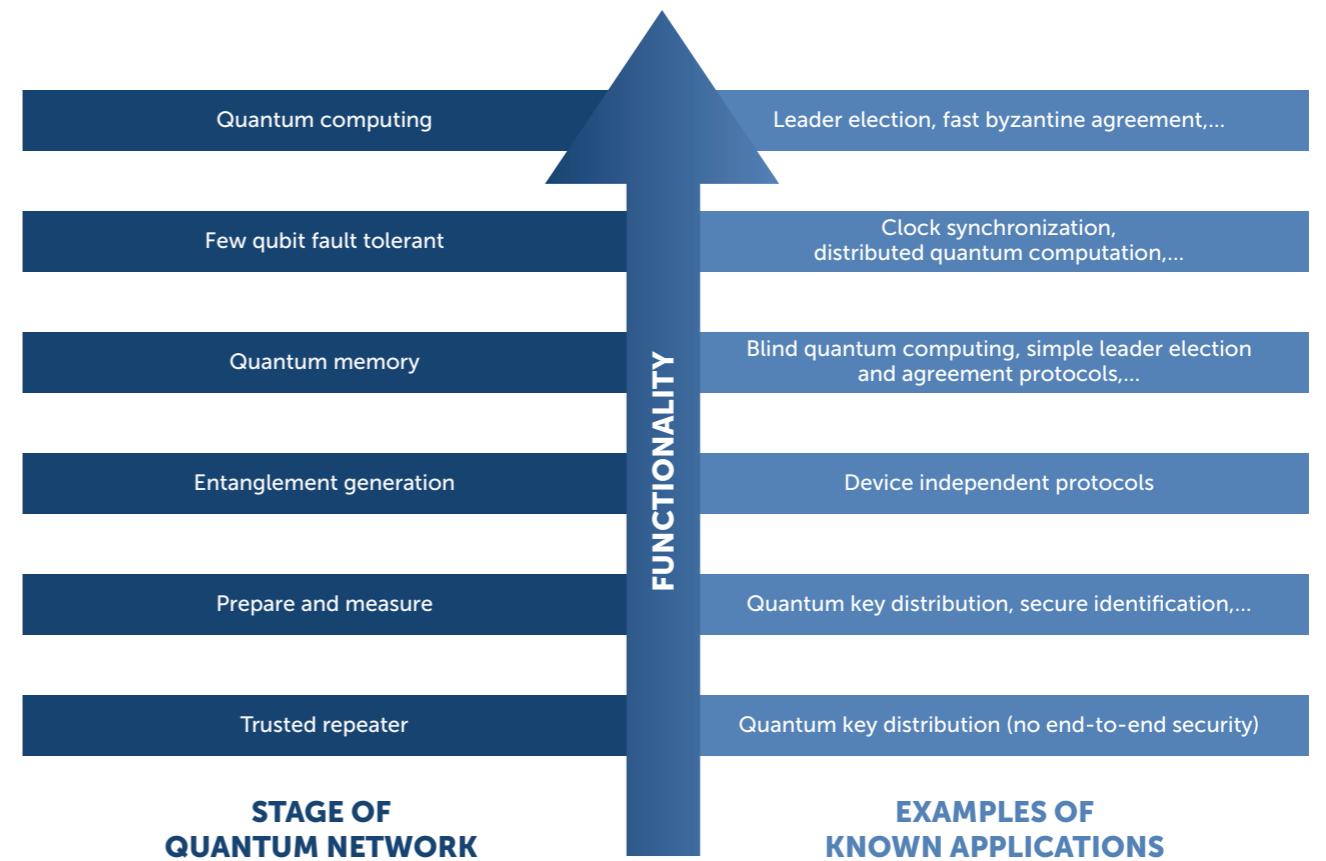 Quantum computing
Leader election, fast byzantine agreement,...
Few qubit fault tolerant
Clock synchronization,
distributed quantum computation,...
Quantum memory
Blind quantum computing, simple leader election
and agreement protocols,...
Entanglement generation
Device independent protocols
Prepare and measure
Quantum key distribution, secure identification,...
Trusted repeater
Quantum key distribution (no end-to-end security)
FUNCTIONALITY
STAGE OF
QUANTUM NETWORK
EXAMPLES OF
KNOWN APPLICATIONS